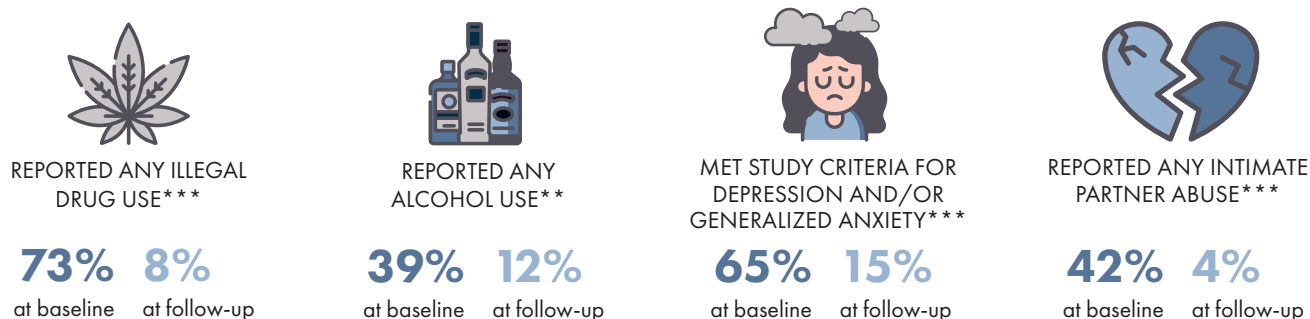 REPORTED ANY ILLEGAL
DRUG USE***
73% 8%
at baseline at follow-up
REPORTED ANY
ALCOHOL USE**
39% 12%
at baseline at follow-up
MET STUDY CRITERIA FOR
DEPRESSION AND/OR
GENERALIZED ANXIETY***
65% 15%
at baseline at follow-up
REPORTED ANY INTIMATE
PARTNER ABUSE***
42% 4%
at baseline at follow-up